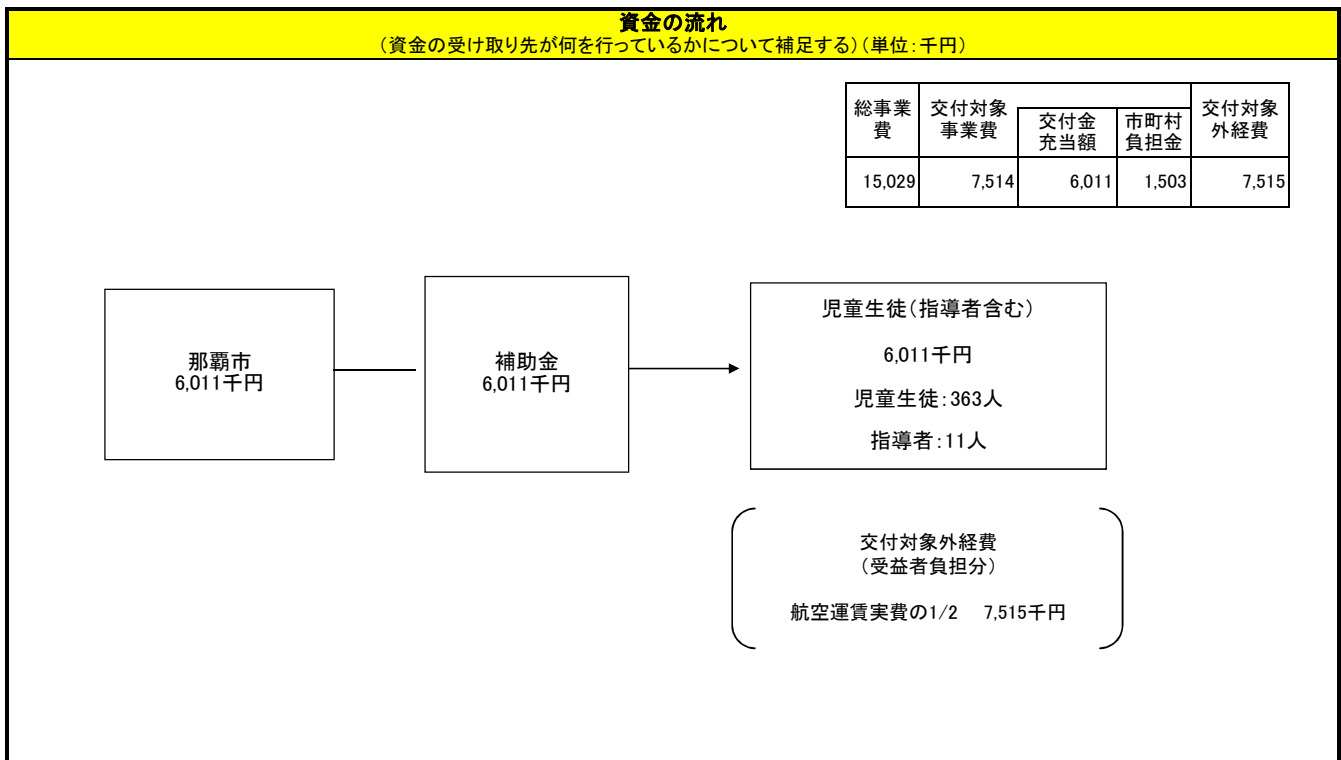 資金の流れ
（資金の受け取り先が何を行っているかについて補足する）（単位：千円）
総事業費
交付対象事業費
交付金充当額
市町村負担金
交付対象外経費
15,029
7,514
6,011
1,503
7,515
那覇市
6,011千円
補助金
6,011千円
児童生徒（指導者含む）
6,011千円
児童生徒：363人
指導者：11人
交付対象外経費
（受益者負担分）
航空運賃実費の1/2　7,515千円